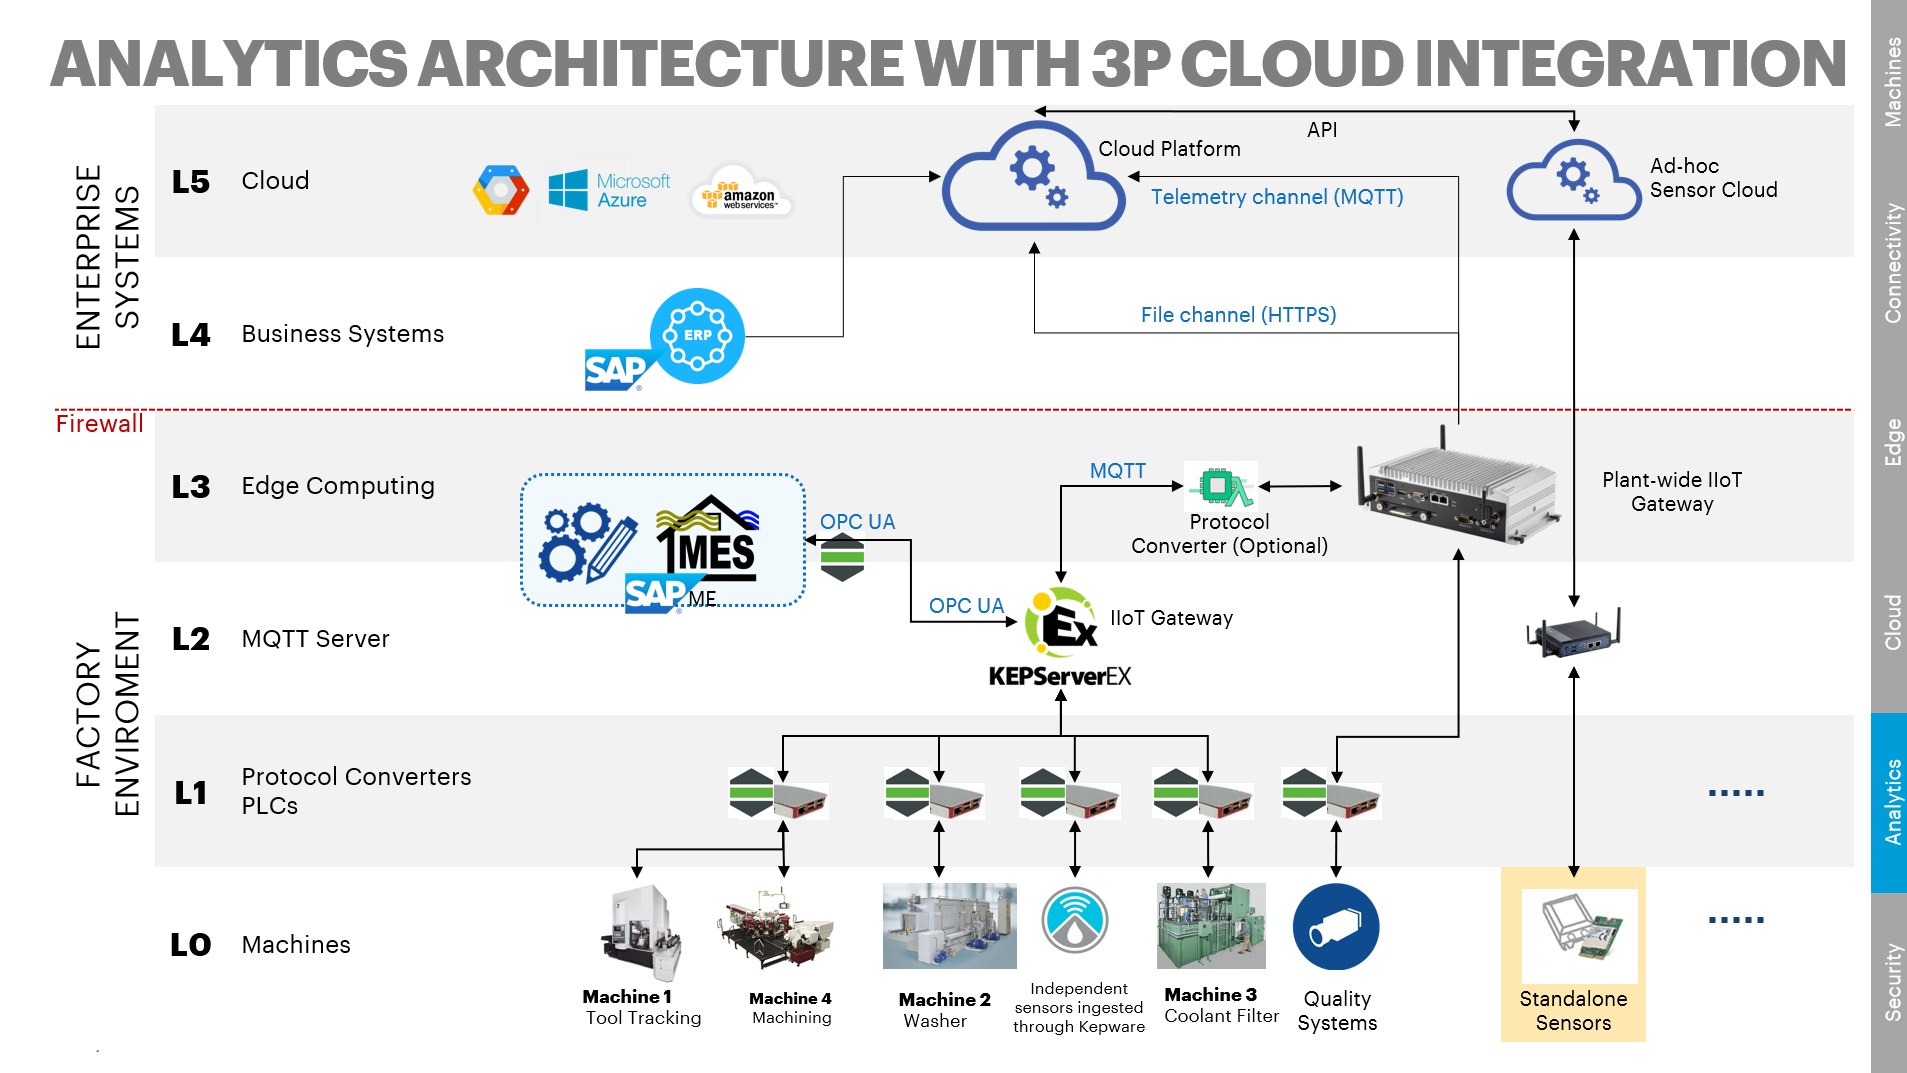 ANALYTICS ARCHITECTURE WITH 3P CLOUD INTEGRATION
Machines
Connectivity
Edge
Cloud
Analytics
Security
ENTERPRISE
SYSTEMS
FACTORY
ENVIROMENT
L5 Cloud
Microsoft
Azure
amazon
webservices™
Cloud Platform
API
Telemetry channel (MQTT)
Ad-hoc
Sensor Cloud
L4 Business Systems
SAP®
ERP
File channel (HTTPS)
Firewall
L3 Edge Computing
1MES
SAP® ME
OPC UA
OPC UA
MQTT
Protocol
Converter (Optional)
Plant-wide IIoT
Gateway
L2 MQTT Server
Ex
KEPServerEX
IIoT Gateway
L1 Protocol Converters
PLCs
.....
L0 Machines
.....
Machine 1
Tool Tracking
Machine 4
Machining
Machine 2
Washer
Independent
sensors ingested
through Kepware
Machine 3
Coolant Filter
Quality
Systems
Standalone
Sensors